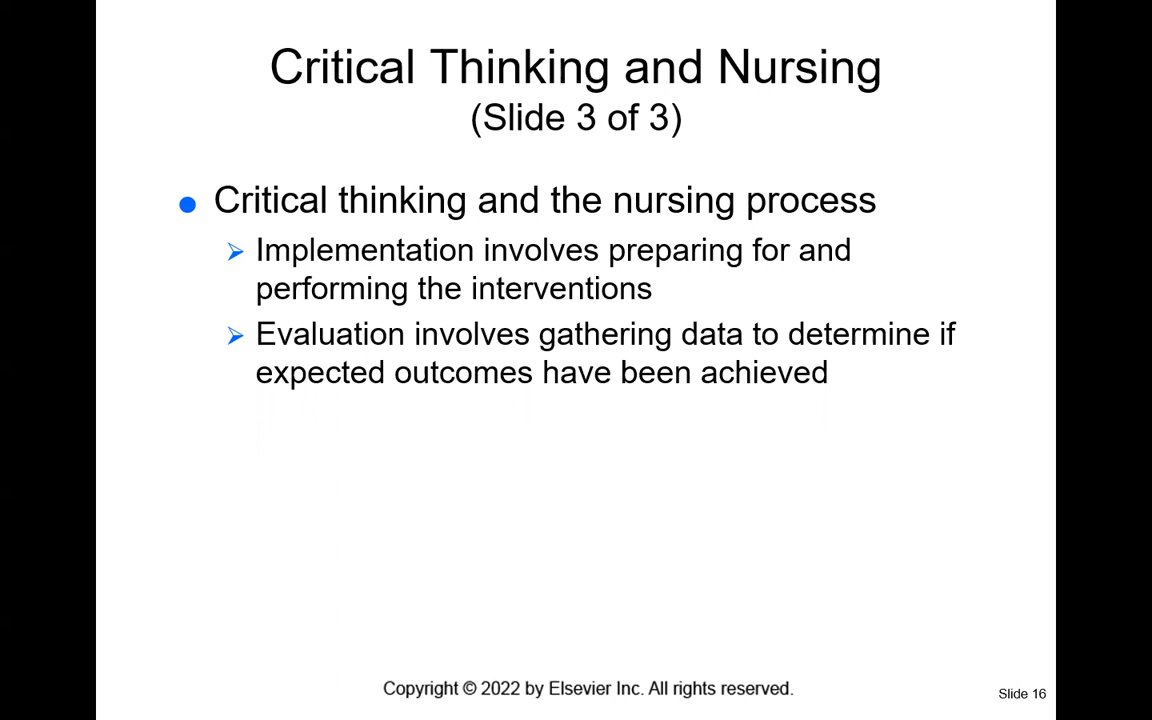 Critical Thinking and Nursing
(Slide 3 of 3)
Critical thinking and the nursing process
Implementation involves preparing for and
performing the interventions
Evaluation involves gathering data to determine if
expected outcomes have been achieved
Copyright © 2022 by Elsevier Inc. All rights reserved.
Slide 16